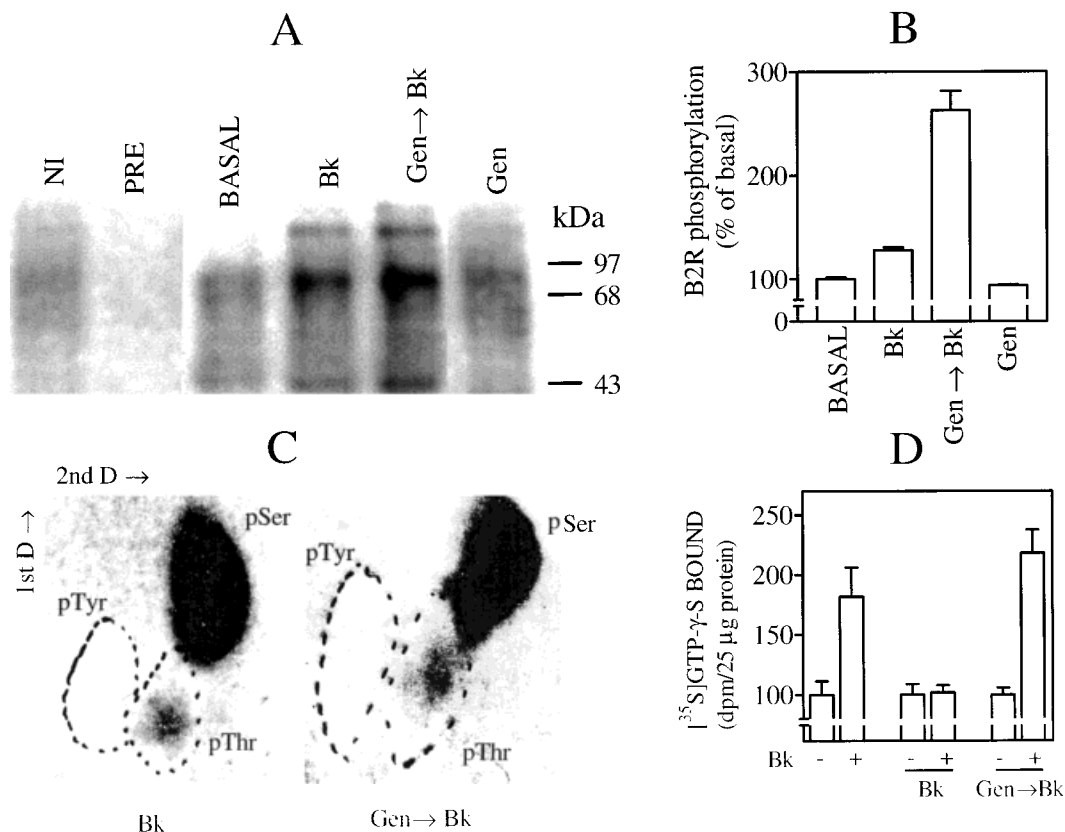 A
NI
PRE
BASAL
Bk
Gen→ Bk
Gen
kDa
97
68
43
B
B2R phosphorylation
(% of basal)
300
200
100
0
BASAL
Bk
Gen → Bk
Gen
C
2nd D →
1st D →
pSer
pTyr
pThr
Bk
pSer
pTyr
pThr
Gen→ Bk
D
[³⁵S]GTP-γ-S BOUND
(dpm/25 μg protein)
250
200
150
100
Bk - + - + - +
Bk Gen→Bk